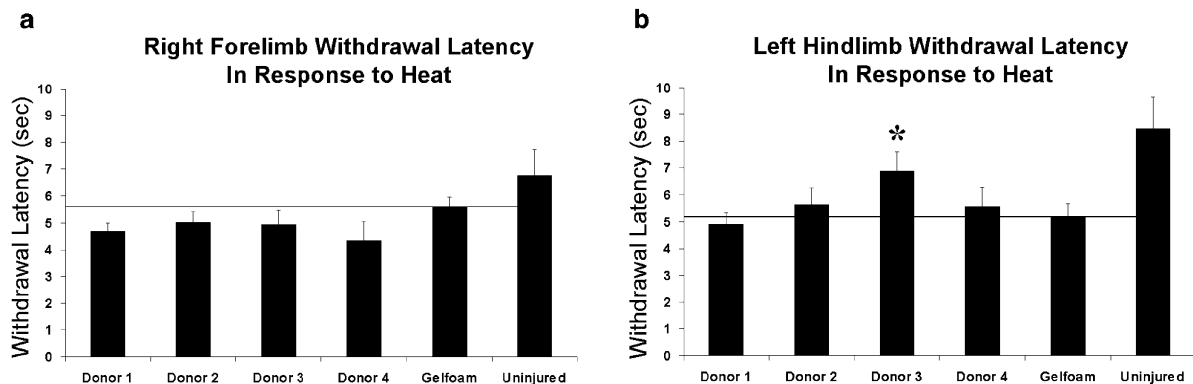 a
Right Forelimb Withdrawal Latency
In Response to Heat
Withdrawal Latency (sec)
10
9
8
7
6
5
4
3
2
1
0
Donor 1 Donor 2 Donor 3 Donor 4 Gelfoam Uninjured
b
Left Hindlimb Withdrawal Latency
In Response to Heat
Withdrawal Latency (sec)
10
9
8
7
6
5
4
3
2
1
0
*
Donor 1 Donor 2 Donor 3 Donor 4 Gelfoam Uninjured